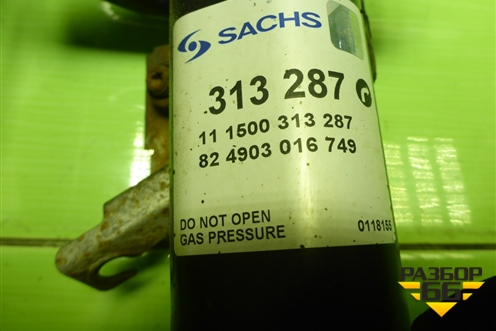 SACHS
313 287 r
11 1500 313 287
82 4903 016 749
DO NOT OPEN
GAS PRESSURE
0118155
РАЗБОР
66